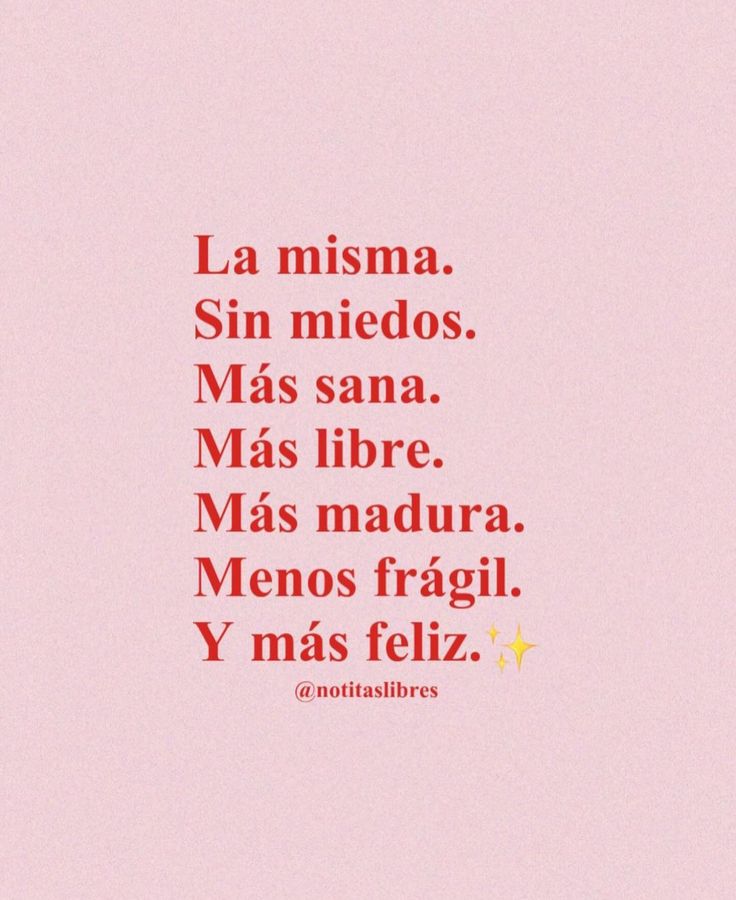 La misma.
Sin miedos.
Más sana.
Más libre.
Más madura.
Menos frágil.
Y más feliz.✨
@notitaslibres